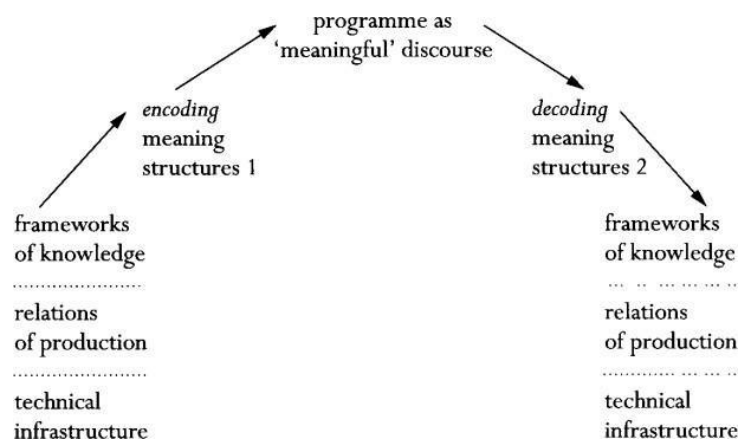 programme as
'meaningful' discourse
encoding
meaning
structures 1
decoding
meaning
structures 2
frameworks
of knowledge
relations
of production
technical
infrastructure
frameworks
of knowledge
relations
of production
technical
infrastructure